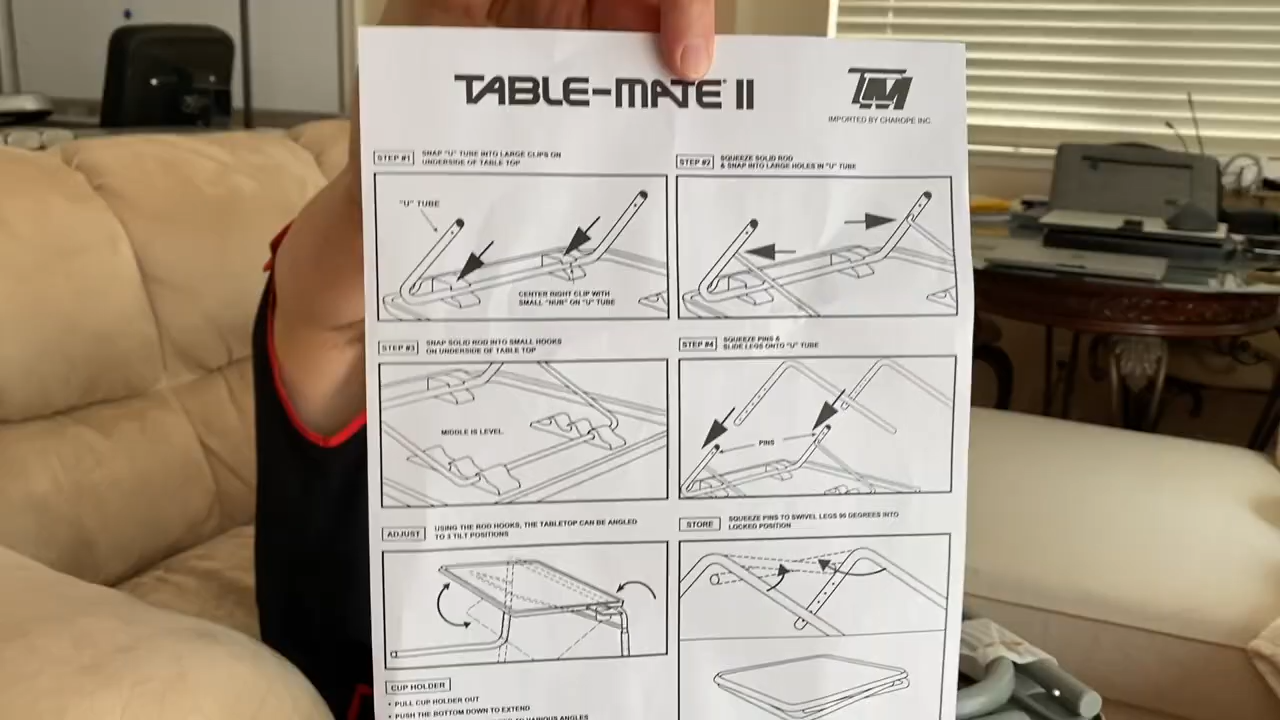 TABLE-MATE II
TM
IMPORTED BY CHAROPE INC.
STEP #1
SNAP "U" TUBE INTO LARGE CLIPS ON
UNDERSIDE OF TABLE TOP
"U" TUBE
CENTER RIGHT CLIP WITH
SMALL "NUB" ON "U" TUBE
STEP #2
SQUEEZE SOLID ROD
& SNAP INTO LARGE HOLES IN "U" TUBE
STEP #3
SNAP SOLID ROD INTO SMALL HOOKS
ON UNDERSIDE OF TABLE TOP
MIDDLE IS LEVEL
STEP #4
SQUEEZE PINS &
SLIDE LEGS ONTO "U" TUBE
PINS
ADJUST
USING THE ROD HOOKS, THE TABLETOP CAN BE ANGLED
TO 3 TILT POSITIONS
STORE
SQUEEZE PINS TO SWIVEL LEGS 90 DEGREES INTO
LOCKED POSITION
CUP HOLDER
• PULL CUP HOLDER OUT
• PUSH THE BOTTOM DOWN TO EXTEND
VARIOUS ANGLES